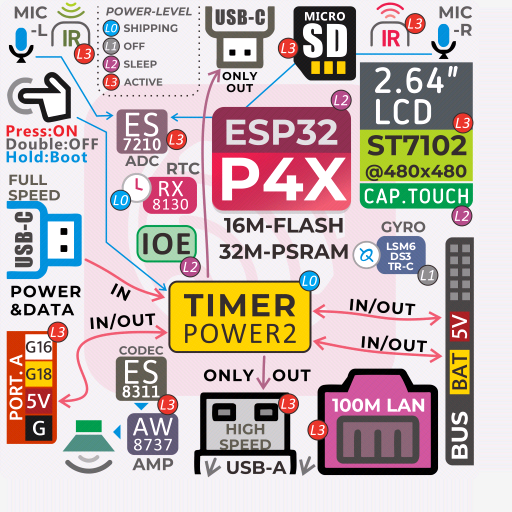 MIC
-L
IR
L3
POWER-LEVEL
L0 SHIPPING
L1 OFF
L2 SLEEP
L3 ACTIVE
USB-C
ONLY
OUT
L3
MICRO
SD
L3
IR
MIC
-R
Press:ON
Double:OFF
Hold:Boot
ES
7210
L3
ADC
RTC
RX
8130
L0
L2
ESP32
P4X
16M-FLASH
32M-PSRAM
2.64"
LCD
L3
ST7102
@480x480
CAP.TOUCH
L2
FULL
SPEED
USB-C
POWER
&DATA
IOE
L2
GYRO
LSM6
DS3
TR-C
L1
IN
IN/OUT
L0
TIMER
POWER2
IN/OUT
IN/OUT
5V
BAT
BUS
PORT. A
L3
G16
G18
5V
G
CODEC
ES
8311
L3
AW
8737
AMP
ONLY OUT
L3
HIGH
SPEED
USB-A
L3
100M LAN